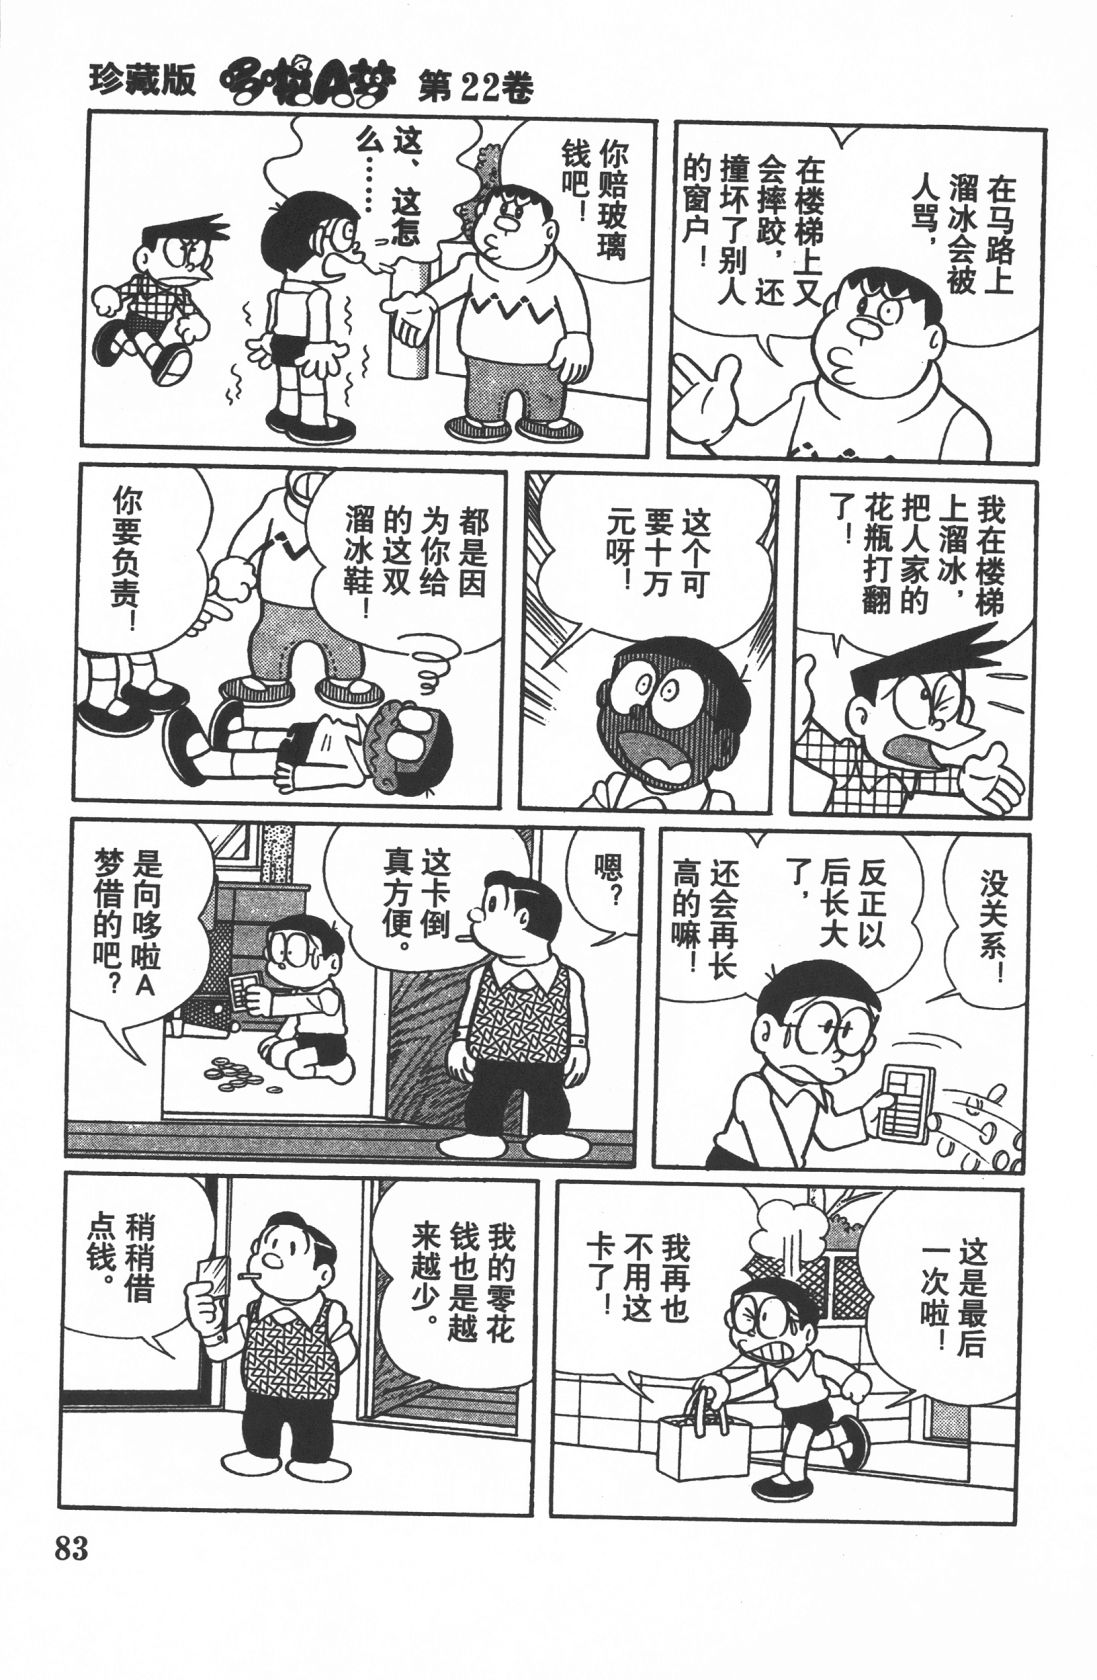 珍藏版 哆啦A梦 第22卷
在马路上
溜冰会被
人骂，
在楼梯上又
会摔跤，还
撞坏了别人
的窗户！
你赔玻璃
钱吧！
这、这怎
么……
我在楼梯
上溜冰，
把人家的
花瓶打翻
了！
这个可
要十万
元呀！
都是因
为你给
的这双
溜冰鞋！
你要负责！
没关系！
反正以
后长大
了，
还会再长
高的嘛！
嗯？
这卡倒
真方便。
是向哆啦A
梦借的吧？
这是最后
一次啦！
我再也
不用这
卡了！
我的零花
钱也是越
来越少。
稍稍借
点钱。
83